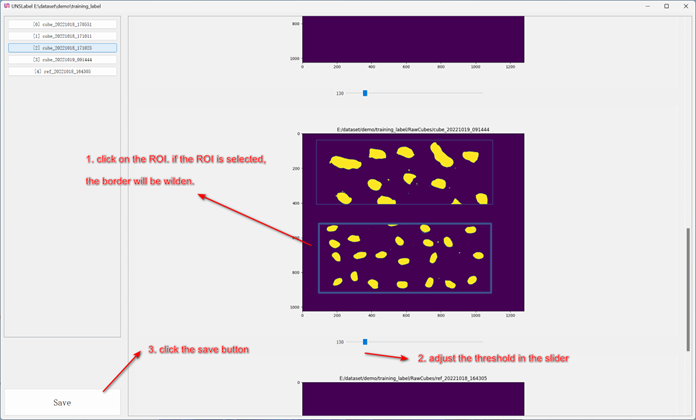 UNSLabel E:/dataset\demo\training_label
[0] cube_20221018_170551
[1] cube_20221018_171011
[2] cube_20221018_171025
[3] cube_20221019_091444
[4] ref_20221018_164305
800
1000
0 200 400 600 800 1000 1200
130
E:/dataset/demo/training_label/RawCubes/cube_20221019_091444
0
200
400
600
800
1000
0 200 400 600 800 1000 1200
1. click on the ROI. if the ROI is selected,
the border will be wilden.
130
2. adjust the threshold in the slider
3. click the save button
E:/dataset/demo/training_label/RawCubes/ref_20221018_164305
0
Save